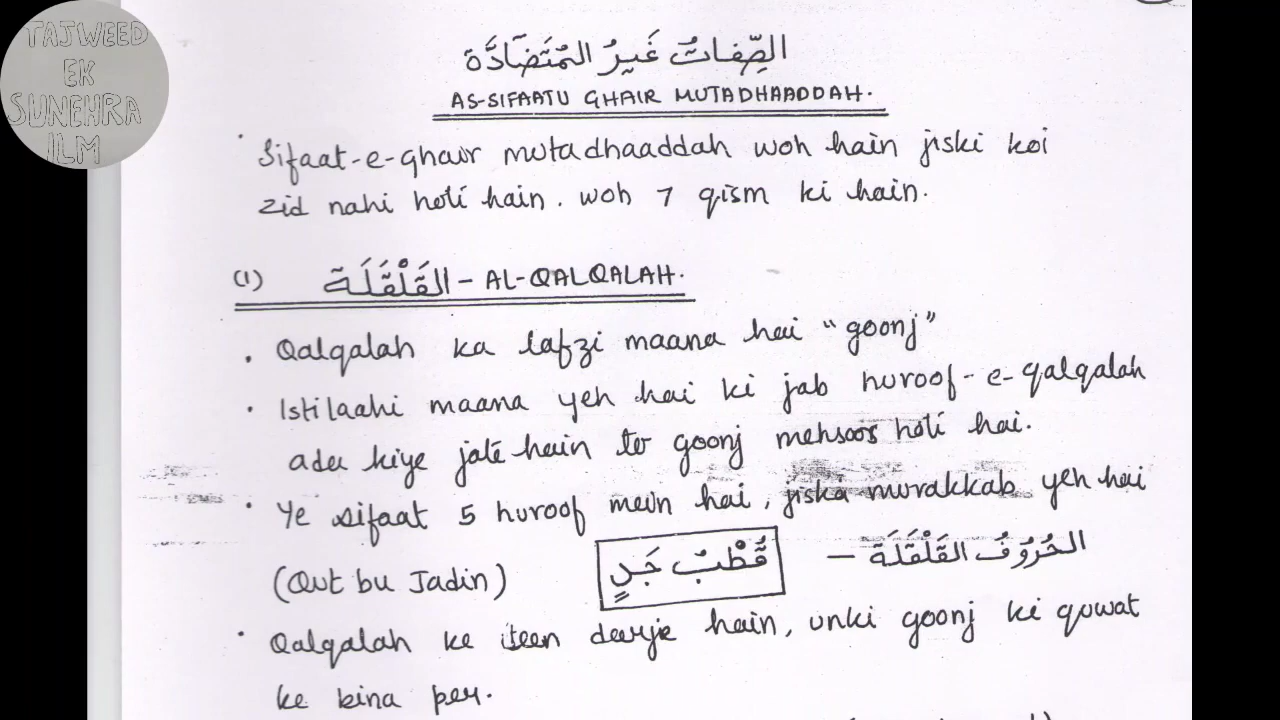 TAJWEED
EK
SUNEHRA
ILM
الصِّفَاتُ غَيرُ المُتَضَآدَّة
AS-SIFAATU GHAIR MUTADHAADDAH.
Sifaat-e-ghair mutadhaaddah woh hain jiski koi
zid nahi hoti hain. woh 7 qism ki hain.
(1) القَلْقَلَة - AL-QALQALAH.
• Qalqalah ka lafzi maana hai "goonj"
• Istilaahi maana yeh hai ki jab huroof-e-qalqalah
ada kiye jate hain to goonj mehsoos hoti hai.
• Ye sifaat 5 huroof mein hai, jiska murakkab yeh hai
(Qut bu Jadin) قُطْبُ جَدٍ — الحُرُوفُ القَلْقَلَة
• Qalqalah ke teen darje hain, unki goonj ki quwat
ke bina per.